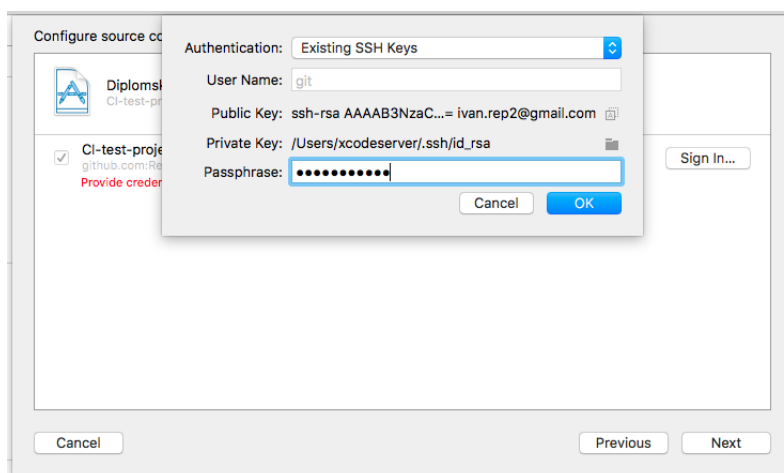 Configure source co
Authentication: Existing SSH Keys
User Name: git
Public Key: ssh-rsa AAAAB3NzaC...= ivan.rep2@gmail.com
Private Key: /Users/xcodeserver/.ssh/id_rsa
Passphrase: •••••••••••
Cancel OK
Diplomsk
CI-test-pr
CI-test-proje
github.com:Re
Provide creder
Sign In...
Cancel Previous Next